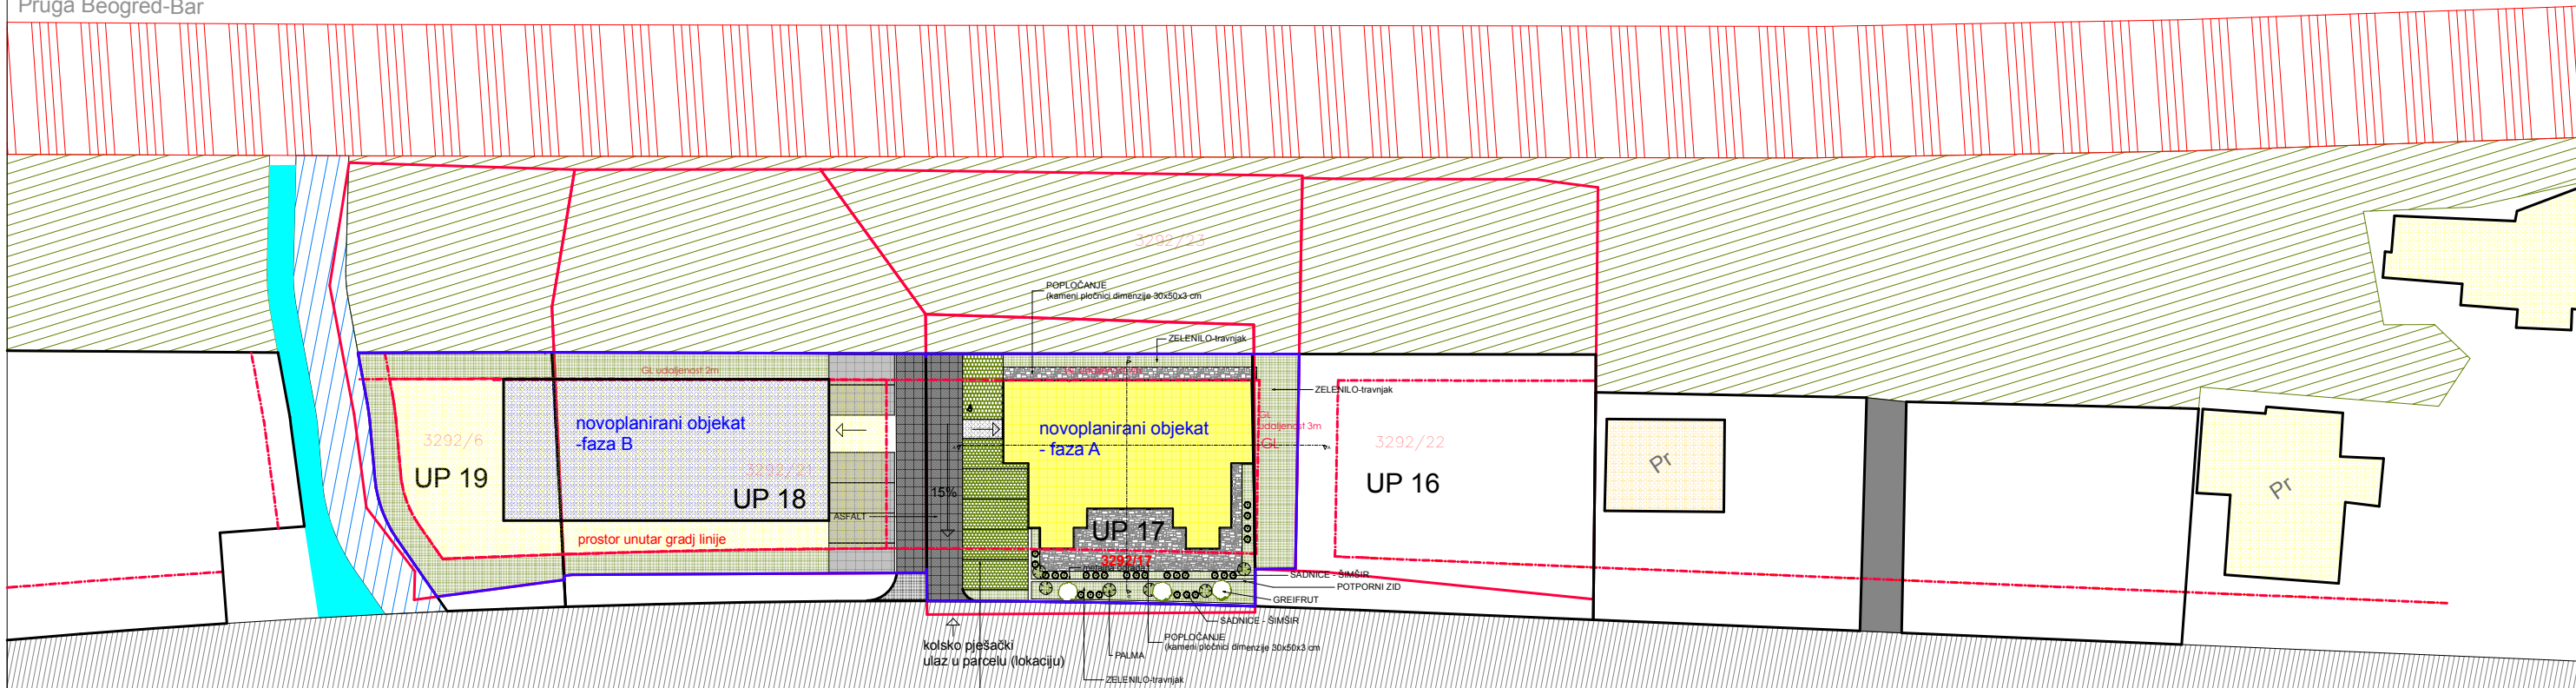 Pruga Beogred-Bar
3292/23
POPLOČANJE
(kameni pločnici dimenzije 30x50x3 cm
ZELENILO-travnjak
GL udaljenost 2m
ZELENILO-travnjak
novoplanirani objekat
-faza B
novoplanirani objekat
- faza A
GL
udaljenost 3m
GL
3292/6
3292/21
3292/22
UP 19
UP 18
UP 16
Pr
Pr
15%
ASFALT
UP 17
prostor unutar gradj linije
3292/17
SADNICE - ŠIMŠIR
POTPORNI ZID
GREIFRUT
SADNICE - ŠIMŠIR
kolsko pješački
ulaz u parcelu (lokaciju)
POPLOČANJE
(kameni pločnici dimenzije 30x50x3 cm
PALMA
ZELENILO-travnjak